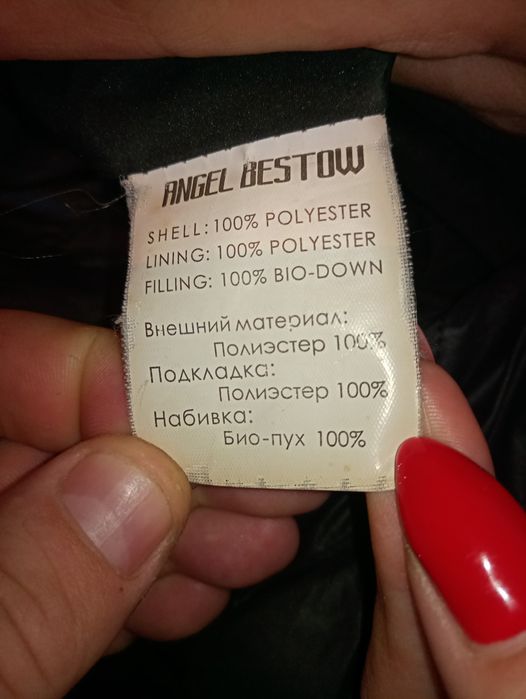 ANGEL BESTOW
SHELL: 100% POLYESTER
LINING: 100% POLYESTER
FILLING: 100% BIO-DOWN
Внешний материал:
Полиэстер 100%
Подкладка:
Полиэстер 100%
Набивка:
Био-пух 100%